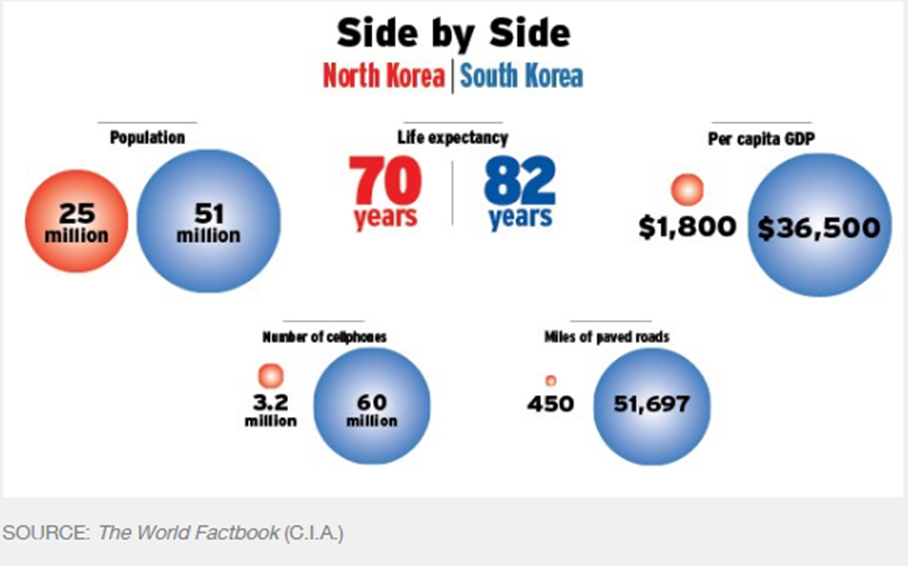 Side by Side
North Korea | South Korea
Population
25
million
51
million
Life expectancy
70
years
82
years
Per capita GDP
$1,800
$36,500
Number of cellphones
3.2
million
60
million
Miles of paved roads
450
51,697
SOURCE: The World Factbook (C.I.A.)